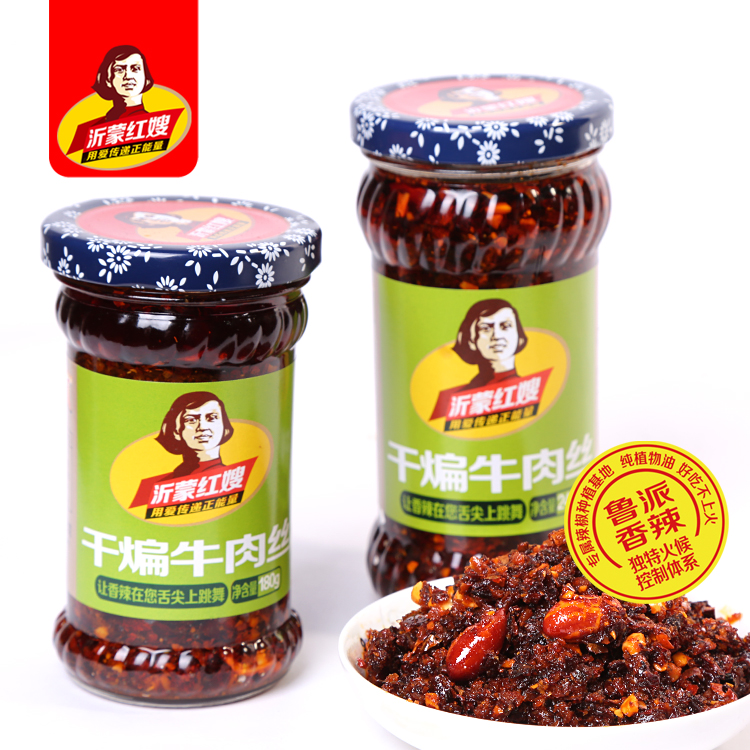 沂蒙红嫂
用爱传递正能量
沂蒙红嫂
用爱传递正能量
干煸牛肉丝
让香辣在您舌尖上跳舞
净含量180g
沂蒙红嫂
用爱传递正能量
干煸牛肉丝
让香辣在您舌尖上跳舞
净含量
专属辣椒种植基地 纯植物油 好吃不上火
鲁派
香辣
独特火候
控制体系